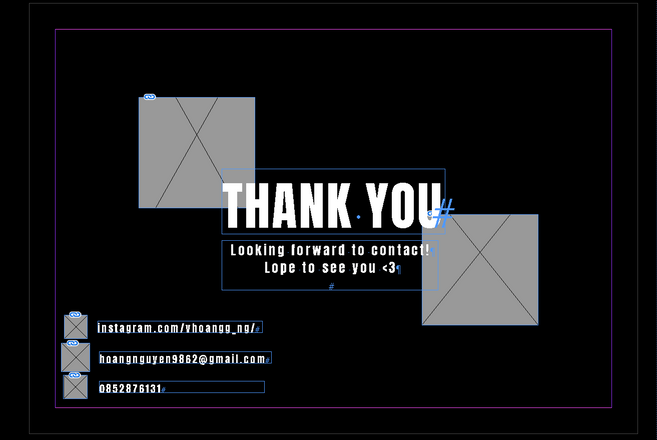 THANK YOU
Looking forward to contact!
Lope to see you <3
instagram.com/vhoangg_ng/
hoangnguyen9862@gmail.com
0852876131